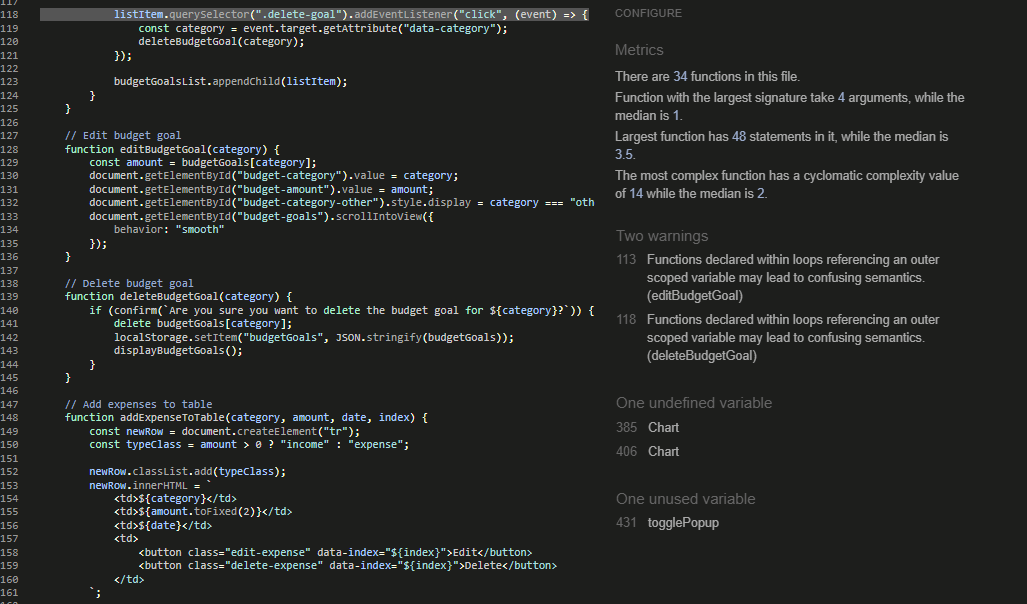 117
118 listItem.querySelector(".delete-goal").addEventListener("click", (event) => {
119 const category = event.target.getAttribute("data-category");
120 deleteBudgetGoal(category);
121 });
122
123 budgetGoalsList.appendChild(listItem);
124 }
125 }
126
127 // Edit budget goal
128 function editBudgetGoal(category) {
129 const amount = budgetGoals[category];
130 document.getElementById("budget-category").value = category;
131 document.getElementById("budget-amount").value = amount;
132 document.getElementById("budget-category-other").style.display = category === "oth
133 document.getElementById("budget-goals").scrollIntoView({
134 behavior: "smooth"
135 });
136 }
137
138 // Delete budget goal
139 function deleteBudgetGoal(category) {
140 if (confirm(`Are you sure you want to delete the budget goal for ${category}?`)) {
141 delete budgetGoals[category];
142 localStorage.setItem("budgetGoals", JSON.stringify(budgetGoals));
143 displayBudgetGoals();
144 }
145 }
146
147 // Add expenses to table
148 function addExpenseToTable(category, amount, date, index) {
149 const newRow = document.createElement("tr");
150 const typeClass = amount > 0 ? "income" : "expense";
151
152 newRow.classList.add(typeClass);
153 newRow.innerHTML = `
154 <td>${category}</td>
155 <td>${amount.toFixed(2)}</td>
156 <td>${date}</td>
157 <td>
158 <button class="edit-expense" data-index="${index}">Edit</button>
159 <button class="delete-expense" data-index="${index}">Delete</button>
160 </td>
161 `;
CONFIGURE
Metrics
There are 34 functions in this file.
Function with the largest signature take 4 arguments, while the
median is 1.
Largest function has 48 statements in it, while the median is
3.5.
The most complex function has a cyclomatic complexity value
of 14 while the median is 2.
Two warnings
113 Functions declared within loops referencing an outer
scoped variable may lead to confusing semantics.
(editBudgetGoal)
118 Functions declared within loops referencing an outer
scoped variable may lead to confusing semantics.
(deleteBudgetGoal)
One undefined variable
385 Chart
406 Chart
One unused variable
431 togglePopup